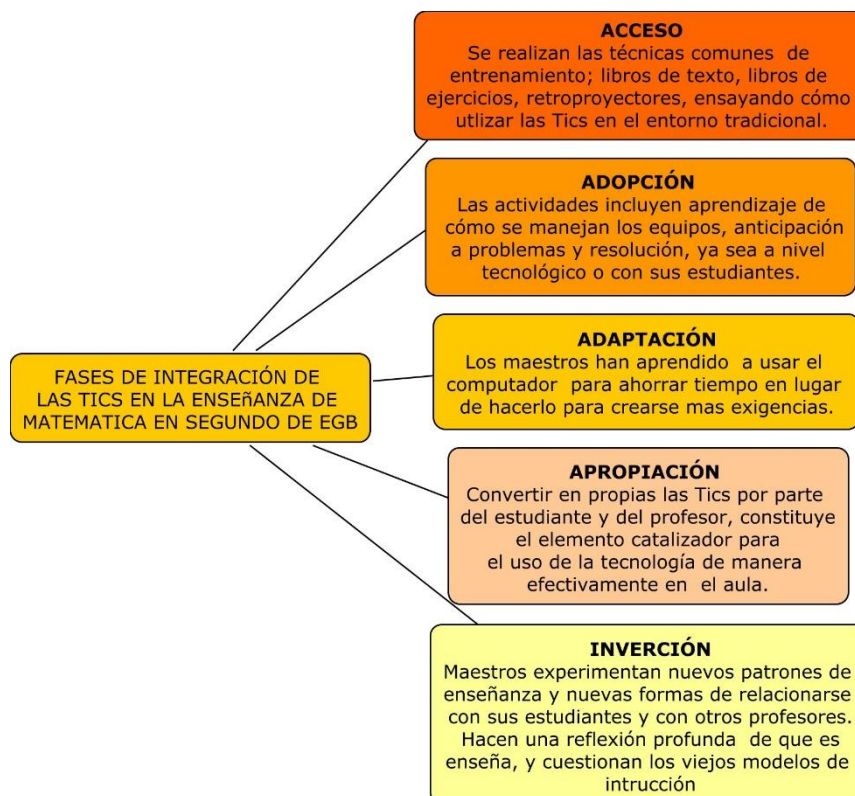 ACCESO
Se realizan las técnicas comunes de
entrenamiento; libros de texto, libros de
ejercicios, retroproyectores, ensayando cómo
utlizar las Tics en el entorno tradicional.
ADOPCIÓN
Las actividades incluyen aprendizaje de
cómo se manejan los equipos, anticipación
a problemas y resolución, ya sea a nivel
tecnológico o con sus estudiantes.
FASES DE INTEGRACIÓN DE
LAS TICS EN LA ENSEñANZA DE
MATEMATICA EN SEGUNDO DE EGB
ADAPTACIÓN
Los maestros han aprendido a usar el
computador para ahorrar tiempo en lugar
de hacerlo para crearse mas exigencias.
APROPIACIÓN
Convertir en propias las Tics por parte
del estudiante y del profesor, constituye
el elemento catalizador para
el uso de la tecnología de manera
efectivamente en el aula.
INVERCIÓN
Maestros experimentan nuevos patrones de
enseñanza y nuevas formas de relacionarse
con sus estudiantes y con otros profesores.
Hacen una reflexión profunda de que es
enseña, y cuestionan los viejos modelos de
intrucción